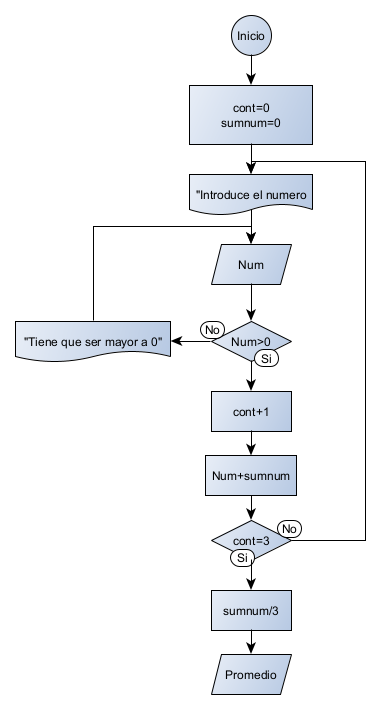 Inicio
cont=0
sumnum=0
"Introduce el numero
Num
No
Num>0
Si
"Tiene que ser mayor a 0"
cont+1
Num+sumnum
No
cont=3
Si
sumnum/3
Promedio